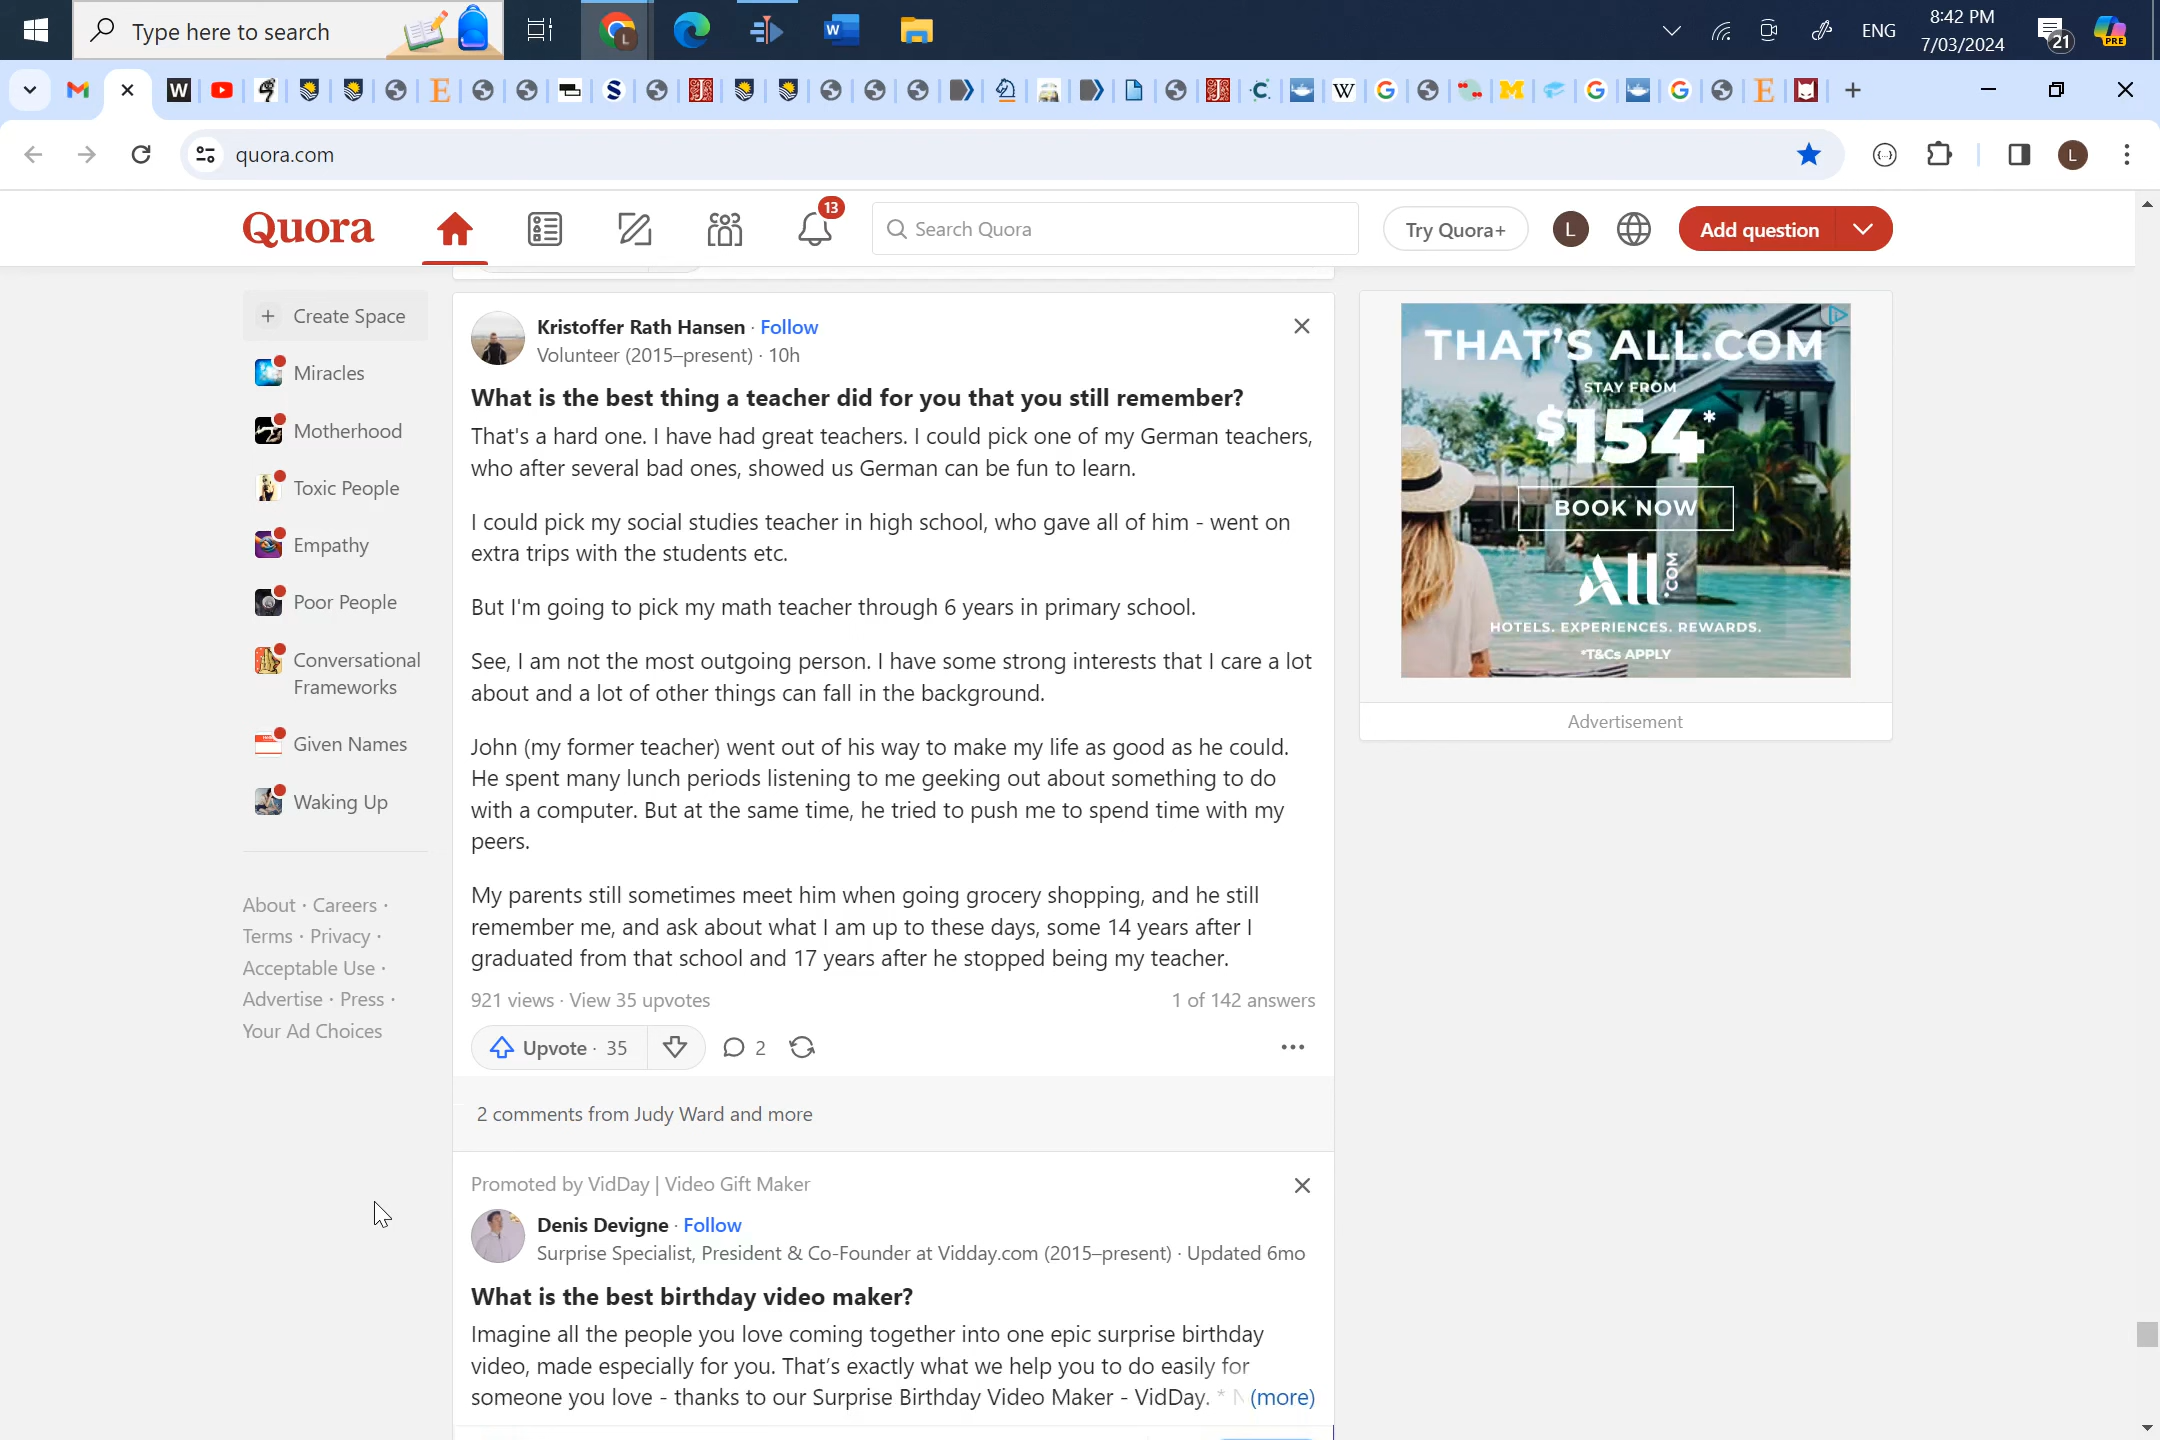 Type here to search
ENG
8:42 PM
7/03/2024
21
PRE
quora.com
L
Quora
13
Search Quora
Try Quora+
L
Add question
Create Space
Miracles
Motherhood
Toxic People
Empathy
Poor People
Conversational
Frameworks
Given Names
Waking Up
About · Careers ·
Terms · Privacy ·
Acceptable Use ·
Advertise · Press ·
Your Ad Choices
Kristoffer Rath Hansen · Follow
Volunteer (2015–present) · 10h
What is the best thing a teacher did for you that you still remember?
That's a hard one. I have had great teachers. I could pick one of my German teachers,
who after several bad ones, showed us German can be fun to learn.
I could pick my social studies teacher in high school, who gave all of him - went on
extra trips with the students etc.
But I'm going to pick my math teacher through 6 years in primary school.
See, I am not the most outgoing person. I have some strong interests that I care a lot
about and a lot of other things can fall in the background.
John (my former teacher) went out of his way to make my life as good as he could.
He spent many lunch periods listening to me geeking out about something to do
with a computer. But at the same time, he tried to push me to spend time with my
peers.
My parents still sometimes meet him when going grocery shopping, and he still
remember me, and ask about what I am up to these days, some 14 years after I
graduated from that school and 17 years after he stopped being my teacher.
921 views · View 35 upvotes
1 of 142 answers
Upvote · 35
2
2 comments from Judy Ward and more
Promoted by VidDay | Video Gift Maker
Denis Devigne · Follow
Surprise Specialist, President & Co-Founder at Vidday.com (2015–present) · Updated 6mo
What is the best birthday video maker?
Imagine all the people you love coming together into one epic surprise birthday
video, made especially for you. That's exactly what we help you to do easily for
someone you love - thanks to our Surprise Birthday Video Maker - VidDay. * N (more)
THAT'S ALL.COM
STAY FROM
$154*
BOOK NOW
All.COM
HOTELS. EXPERIENCES. REWARDS.
*T&Cs APPLY
Advertisement